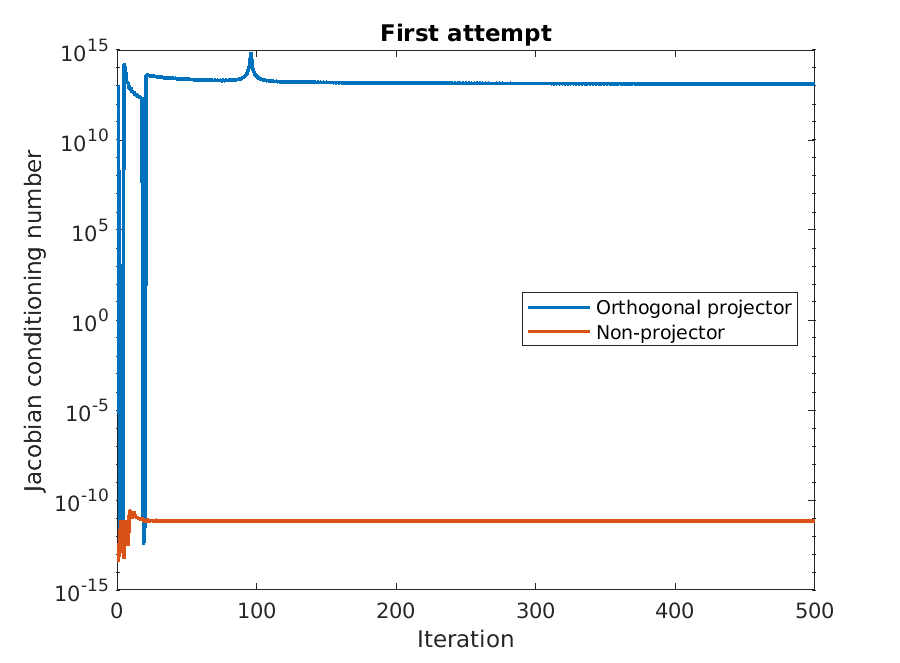 First attempt
Jacobian conditioning number
10^15
10^10
10^5
10^0
10^-5
10^-10
10^-15
Orthogonal projector
Non-projector
0 100 200 300 400 500
Iteration